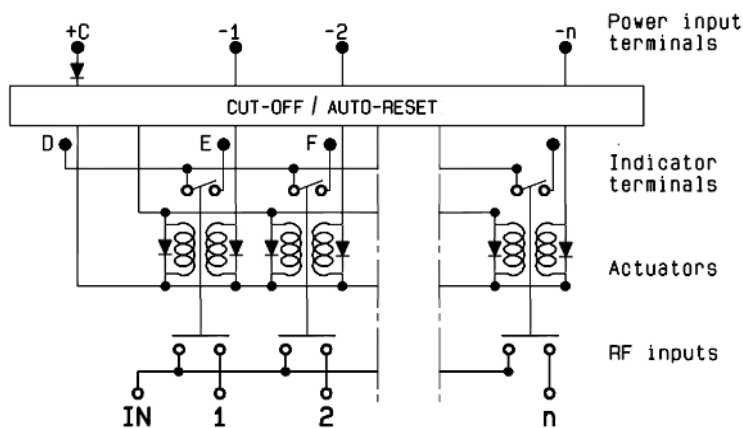 +C -1 -2 -n Power input
terminals
CUT-OFF / AUTO-RESET
D E F Indicator
terminals
Actuators
RF inputs
IN 1 2 n